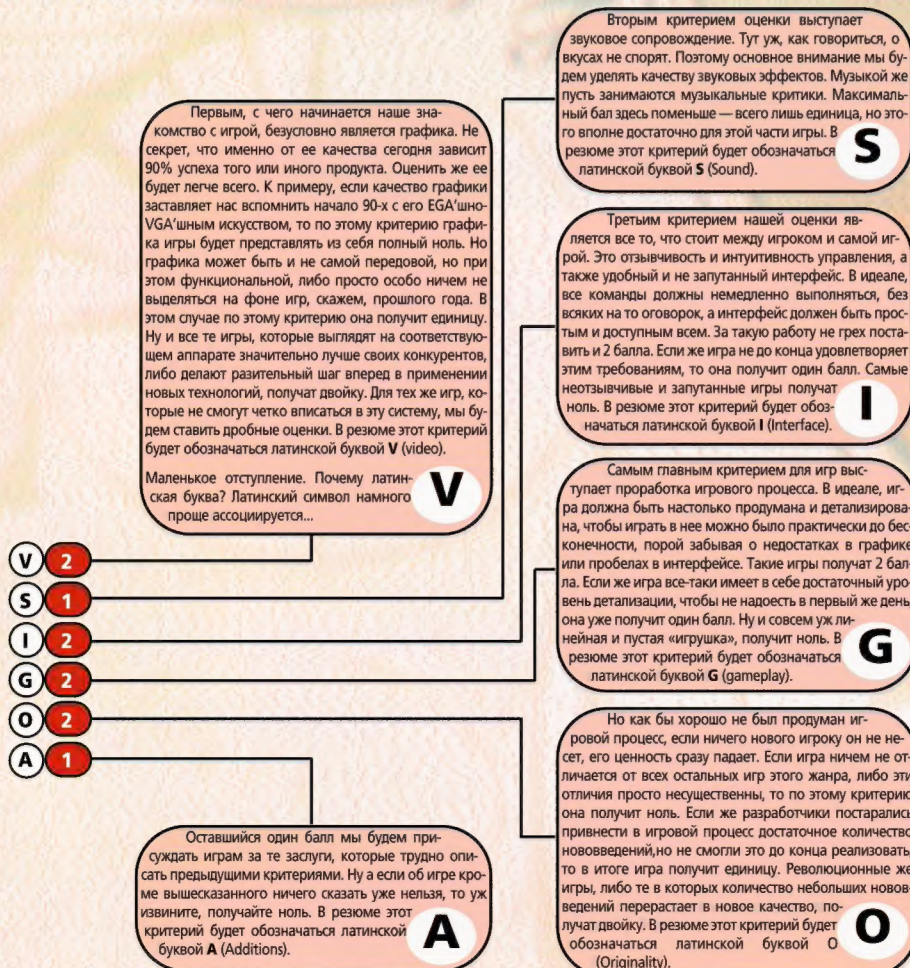 Первым, с чего начинается наше зна-
комство с игрой, безусловно является графика. Не
секрет, что именно от ее качества сегодня зависит
90% успеха того или иного продукта. Оценить же ее
будет легче всего. К примеру, если качество графики
заставляет нас вспомнить начало 90-х с его EGA'шно-
VGA'шным искусством, то по этому критерию графи-
ка игры будет представлять из себя полный ноль. Но
графика может быть и не самой передовой, но при
этом функциональной, либо просто особо ничем не
выделяться на фоне игр, скажем, прошлого года. В
этом случае по этому критерию она получит единицу.
Ну и все те игры, которые выглядят на соответствую-
щем аппарате значительно лучше своих конкурентов,
либо делают разительный шаг вперед в применении
новых технологий, получат двойку. Для тех же игр, ко-
торые не смогут четко вписаться в эту систему, мы бу-
дем ставить дробные оценки. В резюме этот критерий
будет обозначаться латинской буквой V (video).
Маленькое отступление. Почему латин-
ская буква? Латинский символ намного
проще ассоциируется...
V
Вторым критерием оценки выступает
звуковое сопровождение. Тут уж, как говориться, о
вкусах не спорят. Поэтому основное внимание мы бу-
дем уделять качеству звуковых эффектов. Музыкой же
пусть занимаются музыкальные критики. Максималь-
ный бал здесь поменьше — всего лишь единица, но это-
го вполне достаточно для этой части игры. В
резюме этот критерий будет обозначаться
латинской буквой S (Sound).
S
Третьим критерием нашей оценки яв-
ляется все то, что стоит между игроком и самой иг-
рой. Это отзывчивость и интуитивность управления, а
также удобный и не запутанный интерфейс. В идеале,
все команды должны немедленно выполняться, без
всяких на то оговорок, а интерфейс должен быть прос-
тым и доступным всем. За такую работу не грех поста-
вить и 2 балла. Если же игра не до конца удовлетворяет
этим требованиям, то она получит один балл. Самые
неотзывчивые и запутанные игры получат
ноль. В резюме этот критерий будет обоз-
начаться латинской буквой I (Interface).
I
Самым главным критерием для игр выс-
тупает проработка игрового процесса. В идеале, иг-
ра должна быть настолько продумана и детализирова-
на, чтобы играть в нее можно было практически до бес-
конечности, порой забывая о недостатках в графике
или пробелах в интерфейсе. Такие игры получат 2 бал-
ла. Если же игра все-таки имеет в себе достаточный уро-
вень детализации, чтобы не надоесть в первый же день,
она уже получит один балл. Ну и совсем уж ли-
нейная и пустая «игрушка», получит ноль. В
резюме этот критерий будет обозначаться
латинской буквой G (gameplay).
G
Но как бы хорошо не был продуман иг-
ровой процесс, если ничего нового игроку он не не-
сет, его ценность сразу падает. Если игра ничем не от-
личается от всех остальных игр этого жанра, либо эти
отличия просто несущественны, то по этому критерию
она получит ноль. Если же разработчики постарались
привнести в игровой процесс достаточное количество
нововведений,но не смогли это до конца реализовать,
то в итоге игра получит единицу. Революционные же
игры, либо те в которых количество небольших новов-
ведений перерастает в новое качество, по-
лучат двойку. В резюме этот критерий будет
обозначаться латинской буквой O
(Originality).
O
V 2
S 1
I 2
G 2
O 2
A 1
Оставшийся один балл мы будем при-
суждать играм за те заслуги, которые трудно опи-
сать предыдущими критериями. Ну а если об игре кро-
ме вышесказанного ничего сказать уже нельзя, то уж
извините, получайте ноль. В резюме этот
критерий будет обозначаться латинской
буквой A (Additions).
A